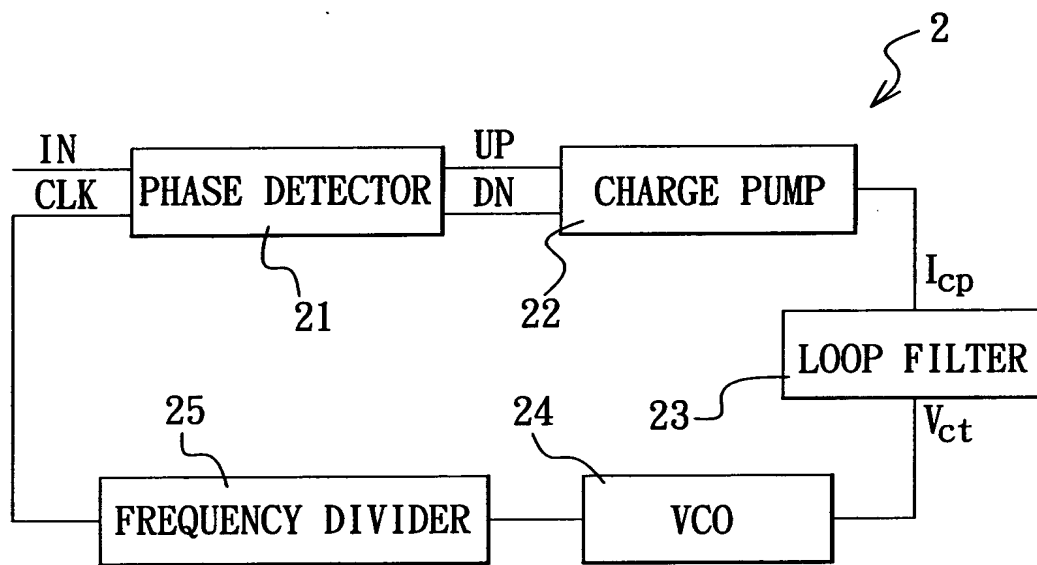 2
IN
CLK
PHASE DETECTOR
UP
DN
CHARGE PUMP
21
22
Icp
LOOP FILTER
23
Vct
25
24
FREQUENCY DIVIDER
VCO